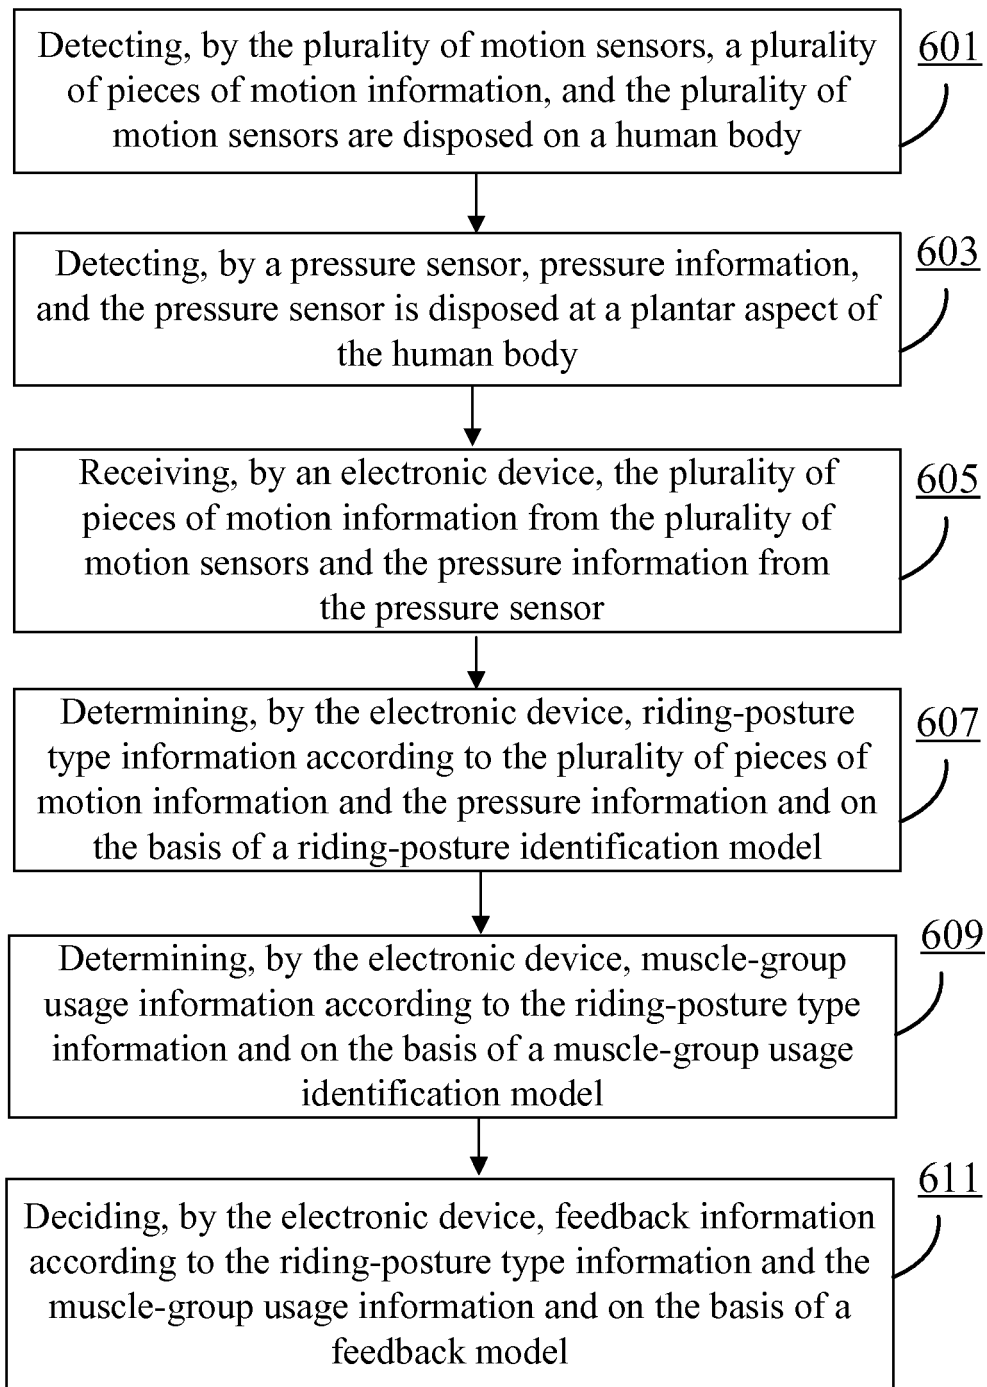 Detecting, by the plurality of motion sensors, a plurality
of pieces of motion information, and the plurality of
motion sensors are disposed on a human body
601
Detecting, by a pressure sensor, pressure information,
and the pressure sensor is disposed at a plantar aspect of
the human body
603
Receiving, by an electronic device, the plurality of
pieces of motion information from the plurality of
motion sensors and the pressure information from
the pressure sensor
605
Determining, by the electronic device, riding-posture
type information according to the plurality of pieces of
motion information and the pressure information and on
the basis of a riding-posture identification model
607
Determining, by the electronic device, muscle-group
usage information according to the riding-posture type
information and on the basis of a muscle-group usage
identification model
609
Deciding, by the electronic device, feedback information
according to the riding-posture type information and the
muscle-group usage information and on the basis of a
feedback model
611